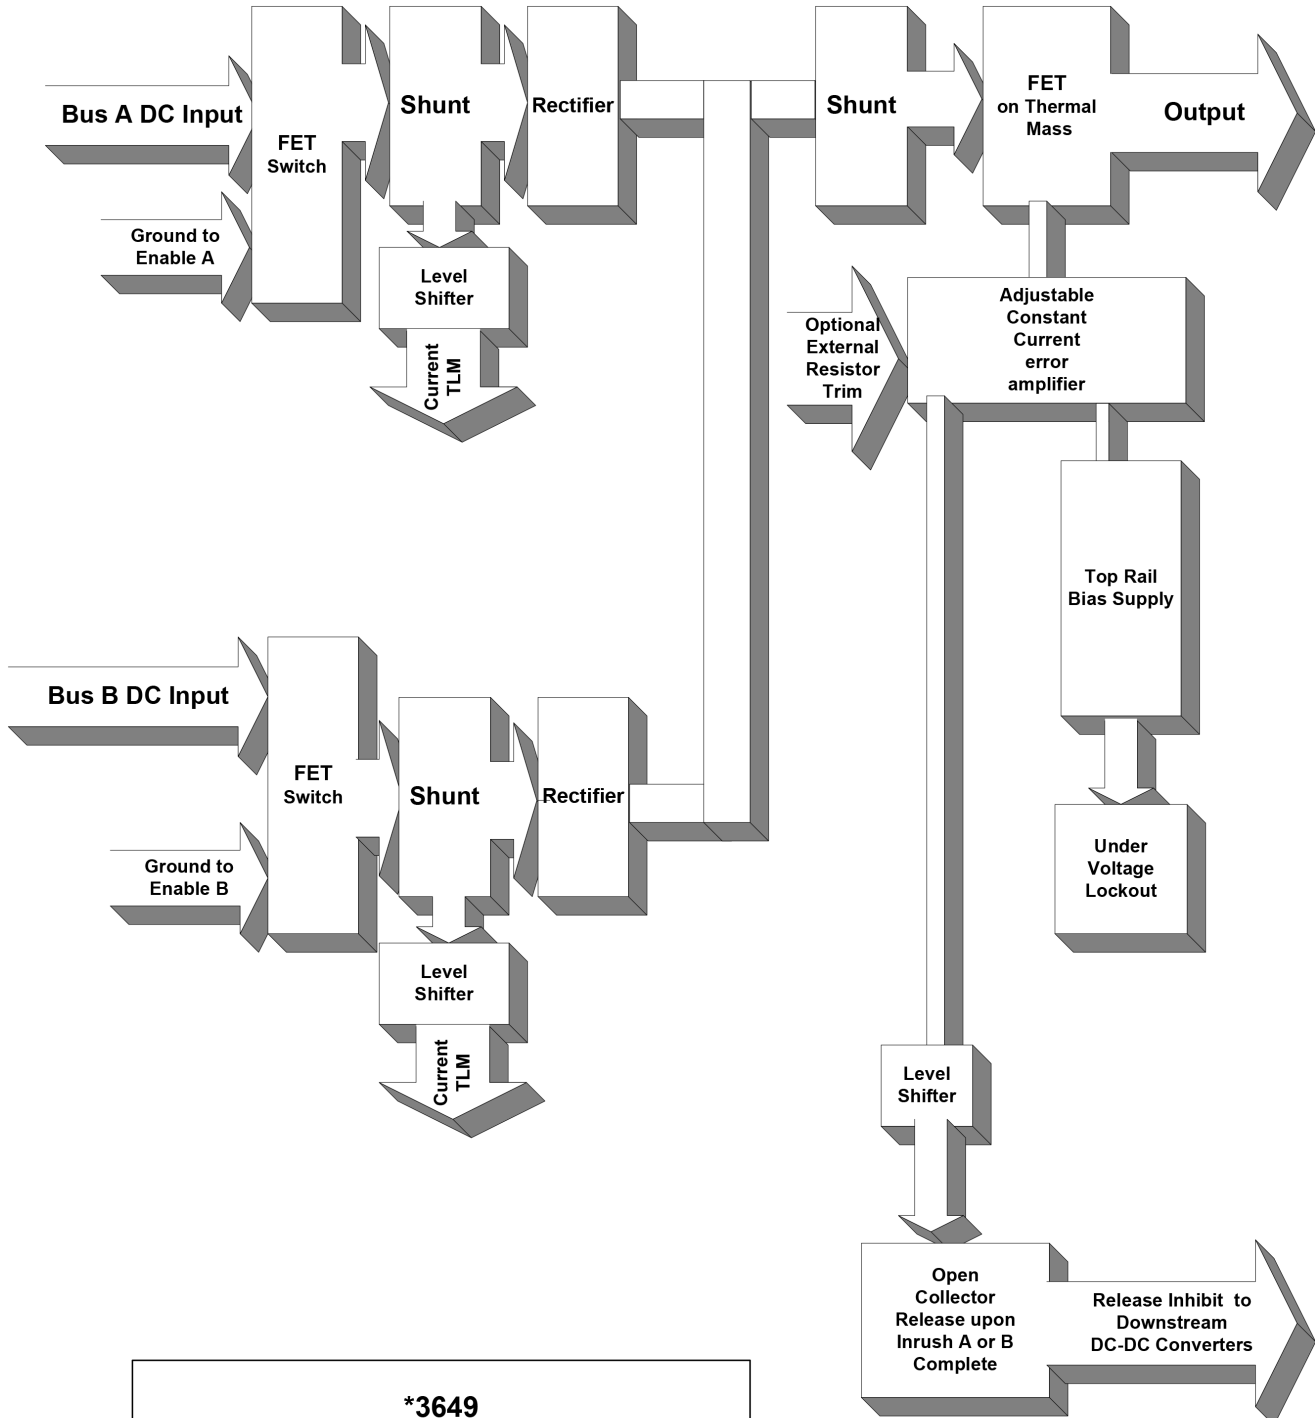 Bus A DC Input
FET
Switch
Ground to
Enable A
Shunt
Rectifier
Level
Shifter
Current
TLM
Shunt
FET
on Thermal
Mass
Output
Optional
External
Resistor
Trim
Adjustable
Constant
Current
error
amplifier
Top Rail
Bias Supply
Under
Voltage
Lockout
Bus B DC Input
FET
Switch
Ground to
Enable B
Shunt
Rectifier
Level
Shifter
Current
TLM
Level
Shifter
Open
Collector
Release upon
Inrush A or B
Complete
Release Inhibit to
Downstream
DC-DC Converters
*3649